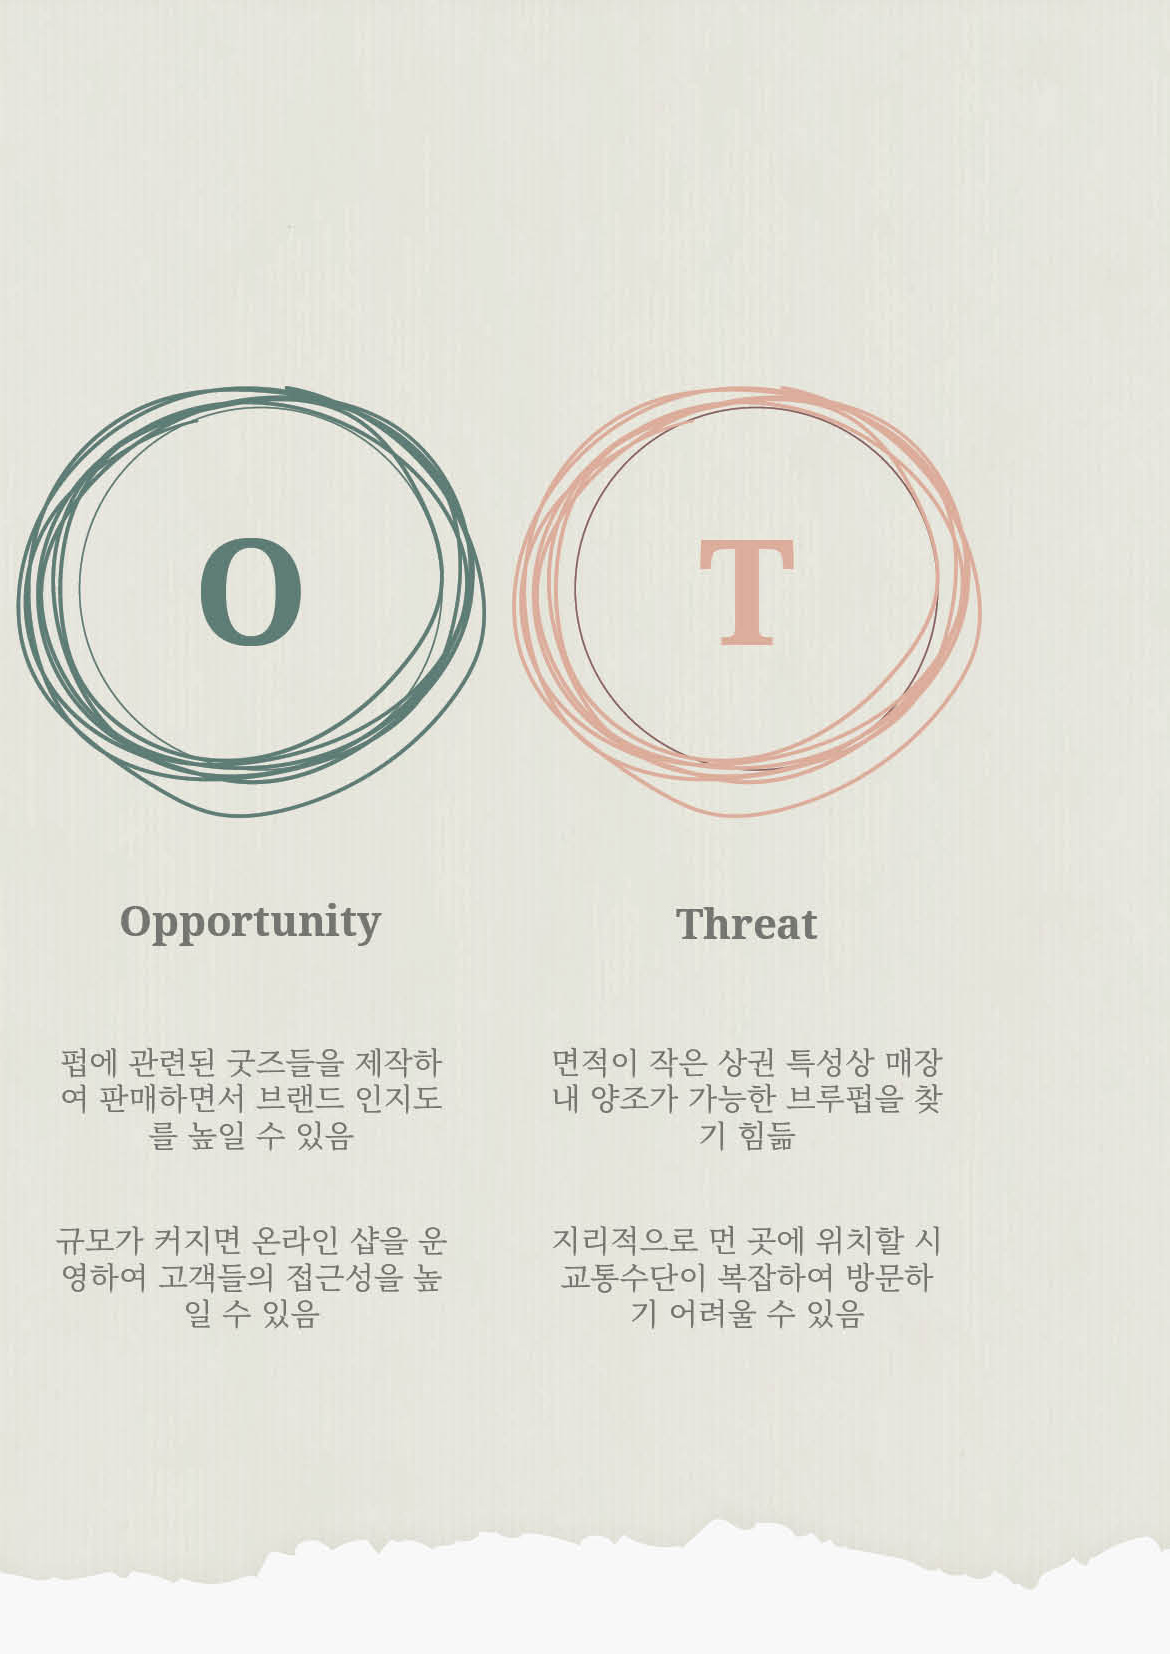 O
Opportunity
펍에 관련된 굿즈들을 제작하
여 판매하면서 브랜드 인지도
를 높일 수 있음
규모가 커지면 온라인 샵을 운
영하여 고객들의 접근성을 높
일 수 있음
T
Threat
면적이 작은 상권 특성상 매장
내 양조가 가능한 브루펍을 찾
기 힘듦
지리적으로 먼 곳에 위치할 시
교통수단이 복잡하여 방문하
기 어려울 수 있음